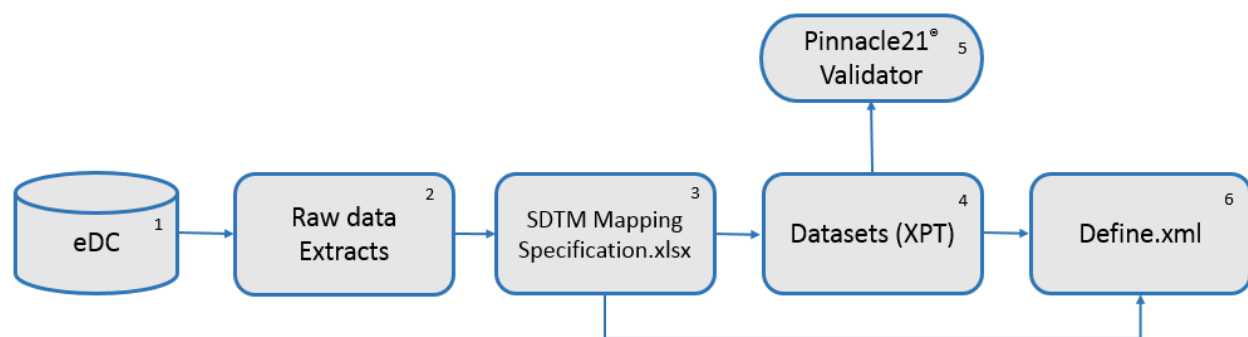 Pinnacle21® 5
Validator
eDC 1
Raw data 2
Extracts
SDTM Mapping 3
Specification.xlsx
Datasets (XPT) 4
Define.xml 6